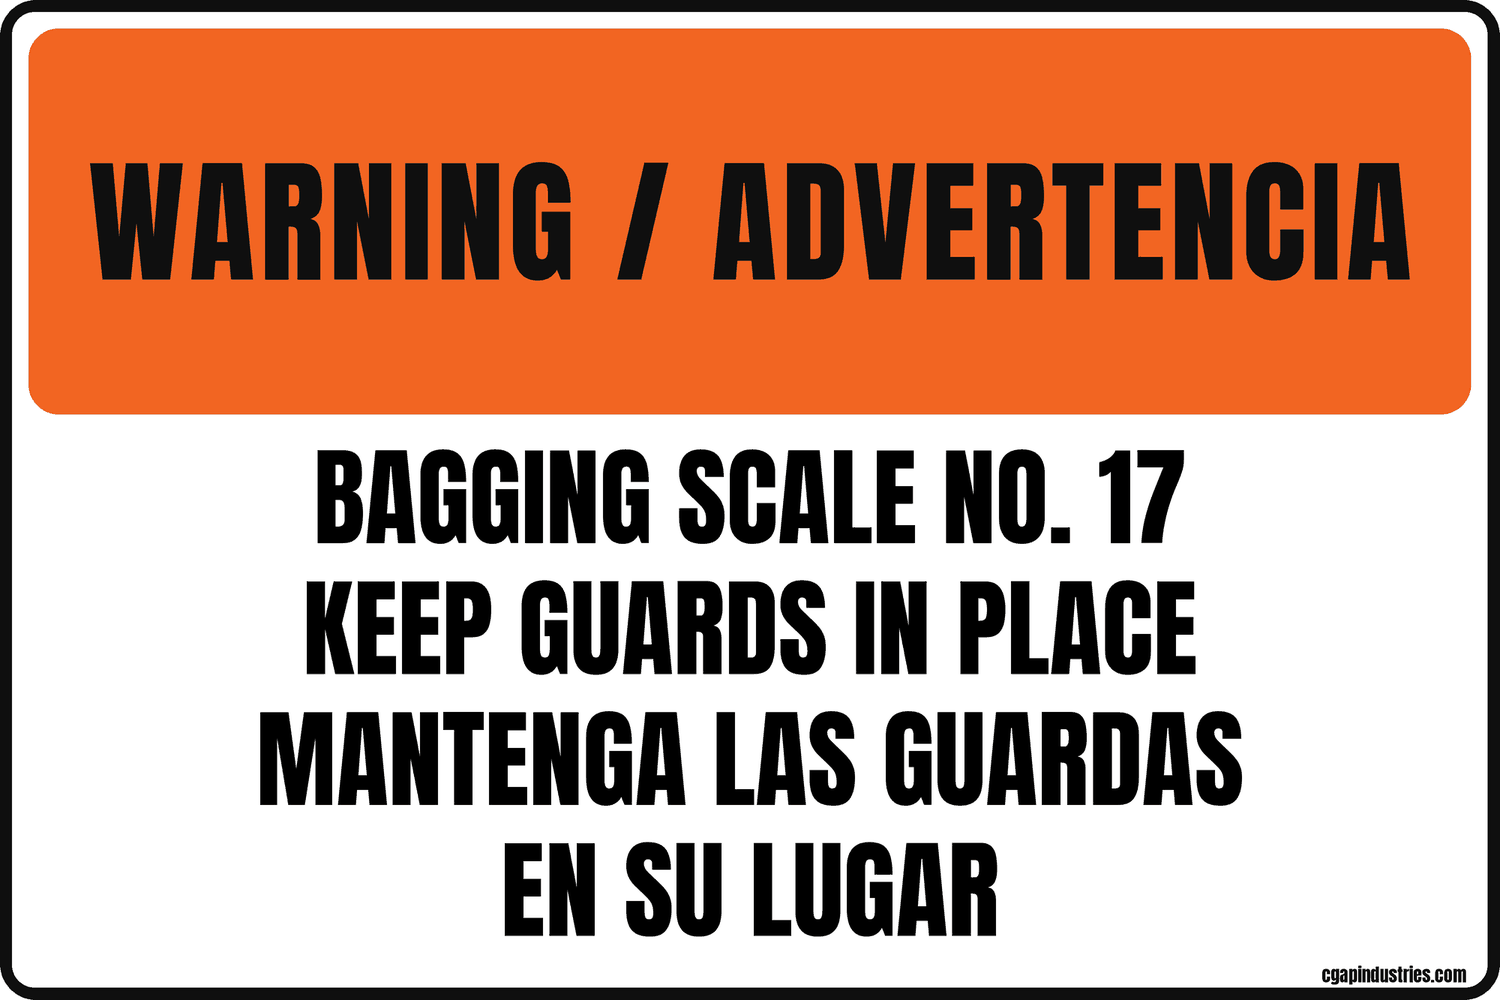 WARNING / ADVERTENCIA
BAGGING SCALE NO. 17
KEEP GUARDS IN PLACE
MANTENGA LAS GUARDAS
EN SU LUGAR
cgapindustries.com